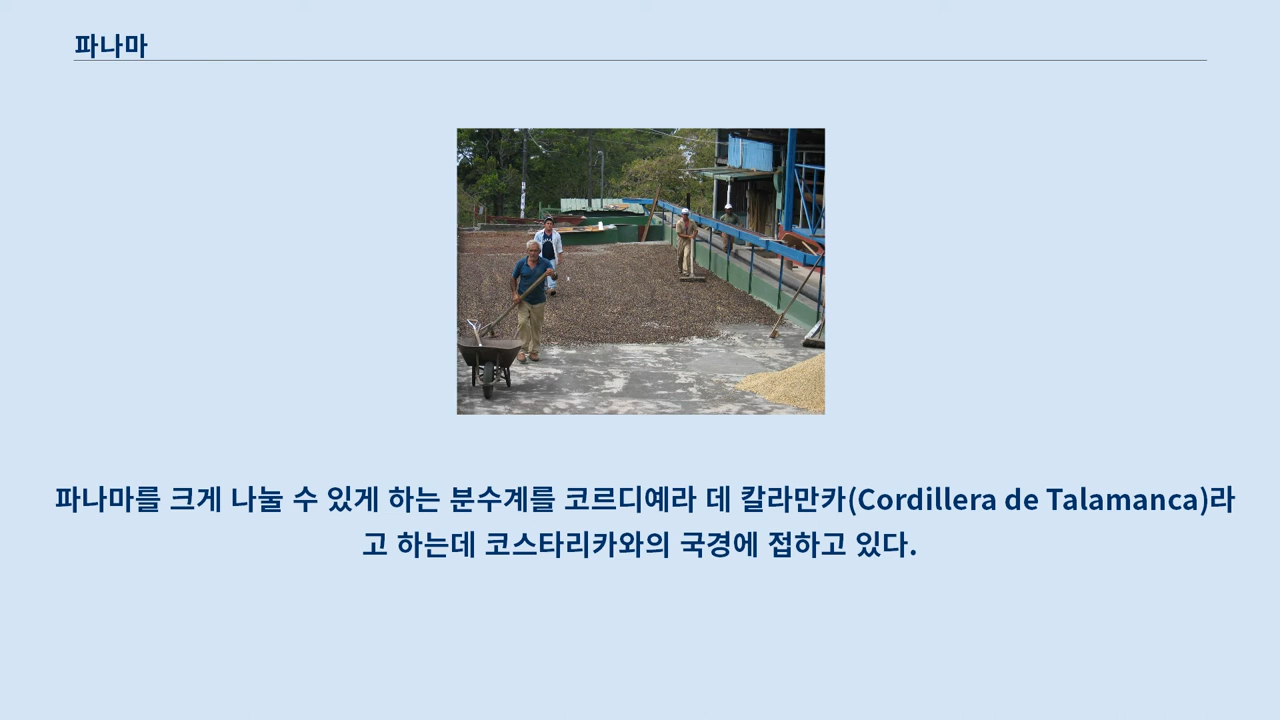 파나마
파나마를 크게 나눌 수 있게 하는 분수계를 코르디예라 데 칼라만카(Cordillera de Talamanca)라
고 하는데 코스타리카와의 국경에 접하고 있다.